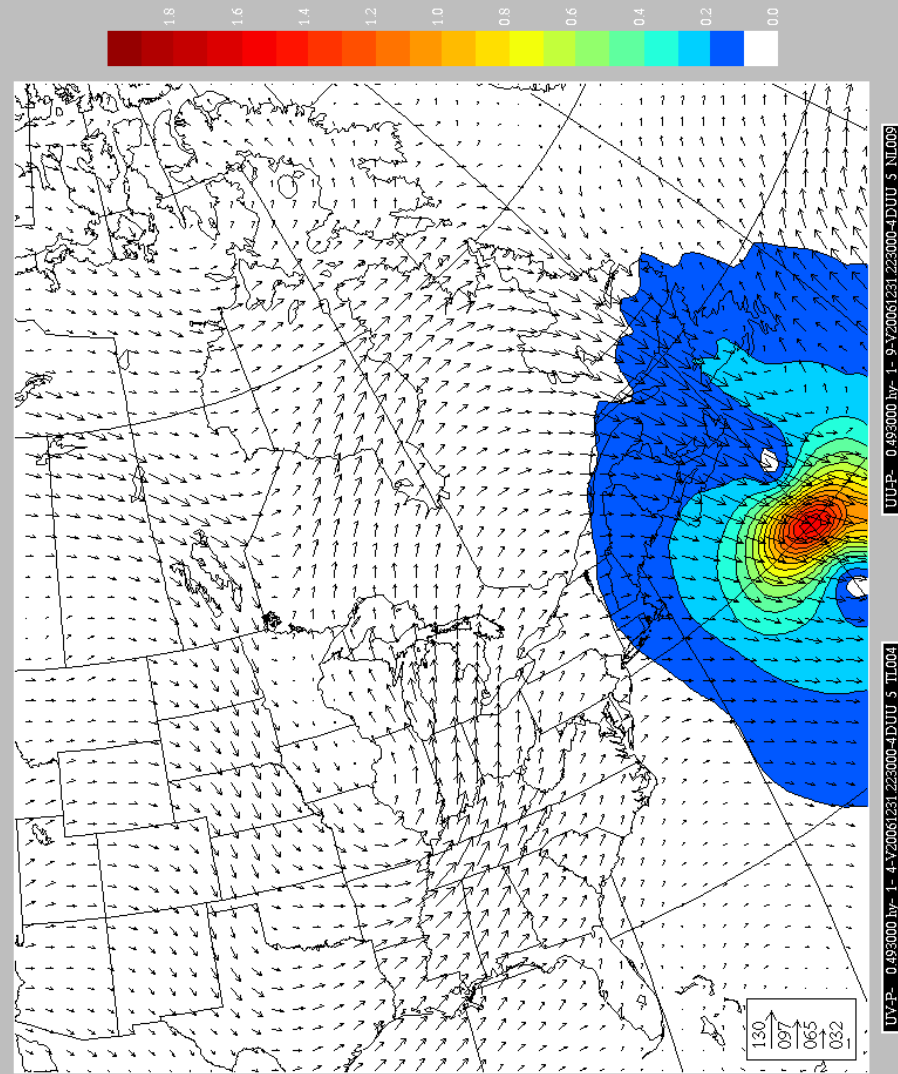 1.8 1.6 1.4 1.2 1.0 0.8 0.6 0.4 0.2 0.0
130
097
065
032
UV-P- 0.493000 hy- 1- 4-V20061231.223000-4DUU 5 TL004
UU-P- 0.493000 hy- 1- 9-V20061231.223000-4DUU 5 NL009